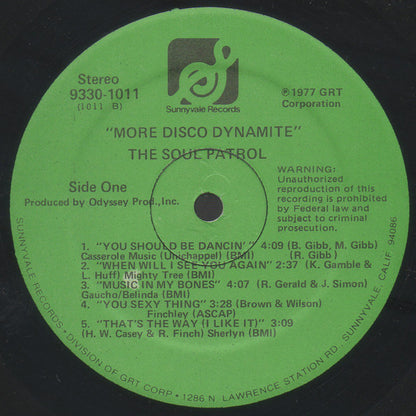 Sunnyvale Records
Stereo
9330-1011
(1011 B)
℗1977 GRT
Corporation
"MORE DISCO DYNAMITE"
THE SOUL PATROL
Side One
Produced by Odyssey Prod., Inc.
WARNING:
Unauthorized
reproduction of this
recording is prohibited
by Federal law and
subject to criminal
prosecution.
1. "YOU SHOULD BE DANCIN' " 4:09 (B. Gibb, M. Gibb)
Casserole Music (Unichappel) (BMI) (R. Gibb)
2. "WHEN WILL I SEE YOU AGAIN" 2:37 (K. Gamble &
L. Huff) Mighty Tree (BMI)
3. "MUSIC IN MY BONES" 4:07 (R. Gerald & J. Simon)
Gaucho/Belinda (BMI)
4. "YOU SEXY THING" 3:28 (Brown & Wilson)
Finchley (ASCAP)
5. "THAT'S THE WAY (I LIKE IT)" 3:09
(H. W. Casey & R. Finch) Sherlyn (BMI)
SUNNYVALE RECORDS • DIVISION OF GRT CORP • 1286 N LAWRENCE STATION RD. SUNNYVALE, CALIF 94086